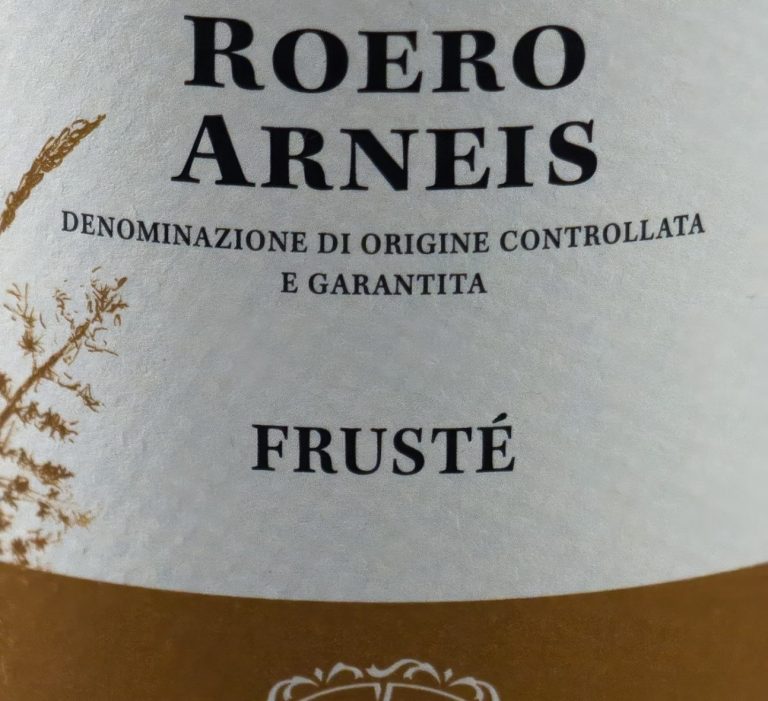 ROERO
ARNEIS
DENOMINAZIONE DI ORIGINE CONTROLLATA
E GARANTITA
FRUSTÉ